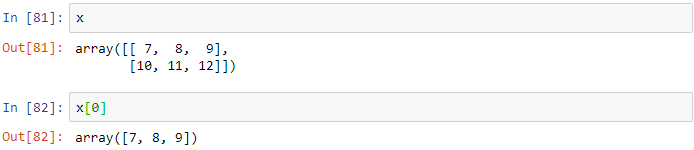 In [81]: x
Out[81]: array([[ 7,  8,  9],
       [10, 11, 12]])
In [82]: x[0]
Out[82]: array([7, 8, 9])